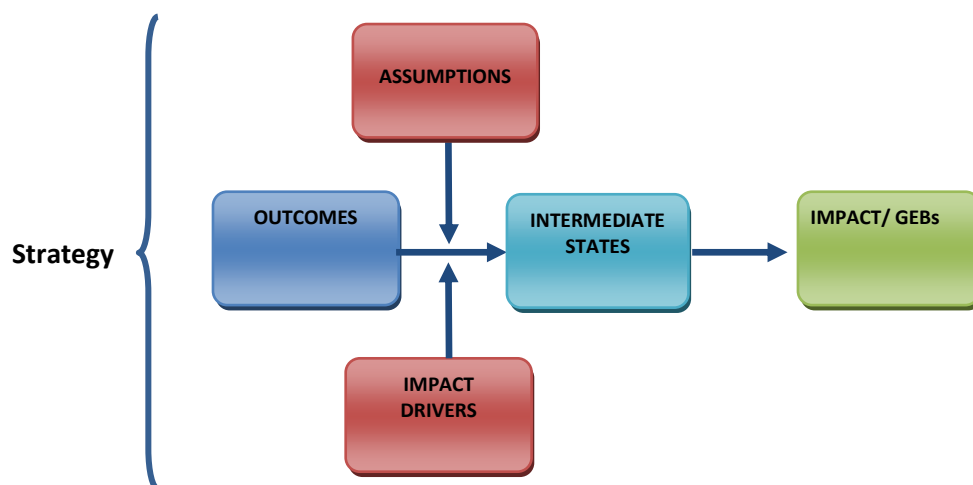 ASSUMPTIONS
Strategy
OUTCOMES
INTERMEDIATE
STATES
IMPACT/ GEBs
IMPACT
DRIVERS